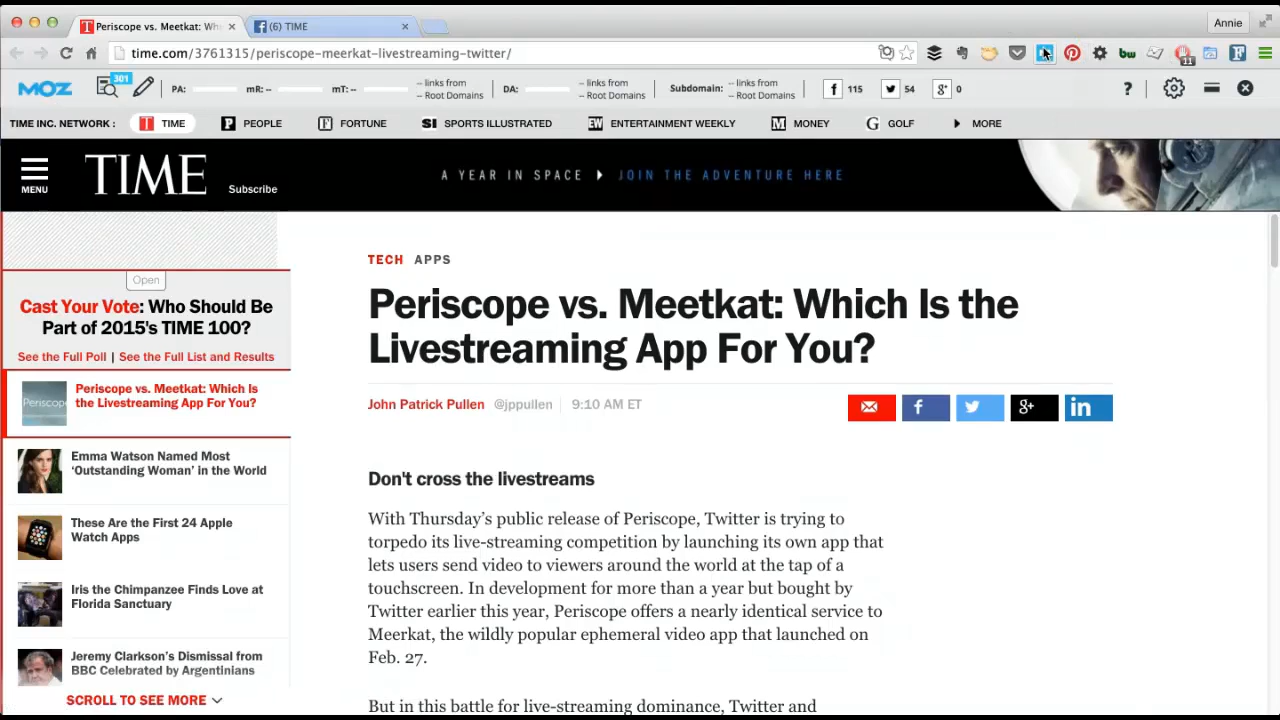 Periscope vs. Meetkat: Wh
(6) TIME
Annie
time.com/3761315/periscope-meerkat-livestreaming-twitter/
bw
11
F
MOZ
301
PA:
mR:
mT:
-- links from
-- Root Domains
DA:
-- links from
-- Root Domains
Subdomain:
-- links from
-- Root Domains
115
54
0
?
TIME INC. NETWORK :
TIME
PEOPLE
FORTUNE
SI SPORTS ILLUSTRATED
EW ENTERTAINMENT WEEKLY
M MONEY
G GOLF
MORE
MENU
TIME
Subscribe
A YEAR IN SPACE
JOIN THE ADVENTURE HERE
Open
Cast Your Vote: Who Should Be
Part of 2015's TIME 100?
See the Full Poll | See the Full List and Results
Periscope
Periscope vs. Meetkat: Which Is
the Livestreaming App For You?
Emma Watson Named Most
‘Outstanding Woman’ in the World
These Are the First 24 Apple
Watch Apps
Iris the Chimpanzee Finds Love at
Florida Sanctuary
Jeremy Clarkson’s Dismissal from
BBC Celebrated by Argentinians
SCROLL TO SEE MORE
TECH APPS
Periscope vs. Meetkat: Which Is the
Livestreaming App For You?
John Patrick Pullen @jppullen | 9:10 AM ET
Don't cross the livestreams
With Thursday’s public release of Periscope, Twitter is trying to
torpedo its live-streaming competition by launching its own app that
lets users send video to viewers around the world at the tap of a
touchscreen. In development for more than a year but bought by
Twitter earlier this year, Periscope offers a nearly identical service to
Meerkat, the wildly popular ephemeral video app that launched on
Feb. 27.
But in this battle for live-streaming dominance, Twitter and